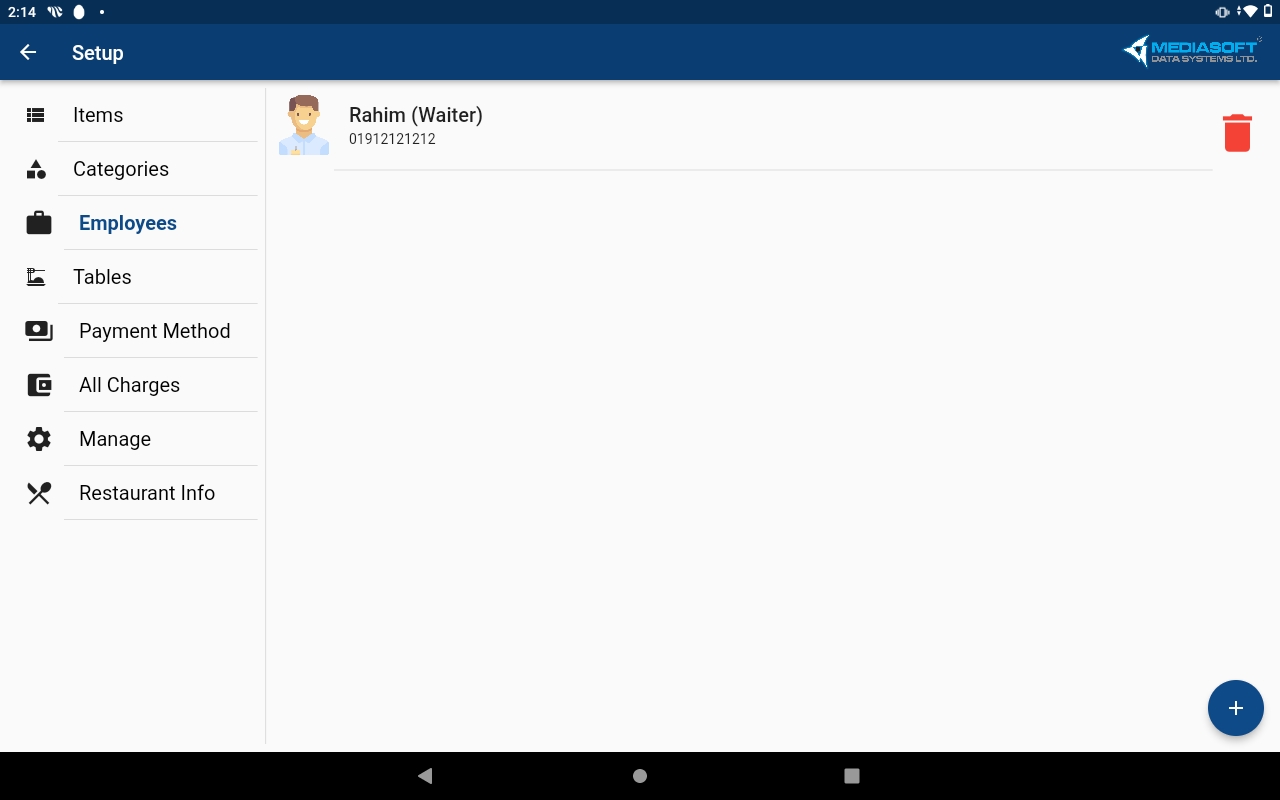 2:14
Setup
MEDIASOFT
DATA SYSTEMS LTD.
Items
Categories
Employees
Tables
Payment Method
All Charges
Manage
Restaurant Info
Rahim (Waiter)
01912121212